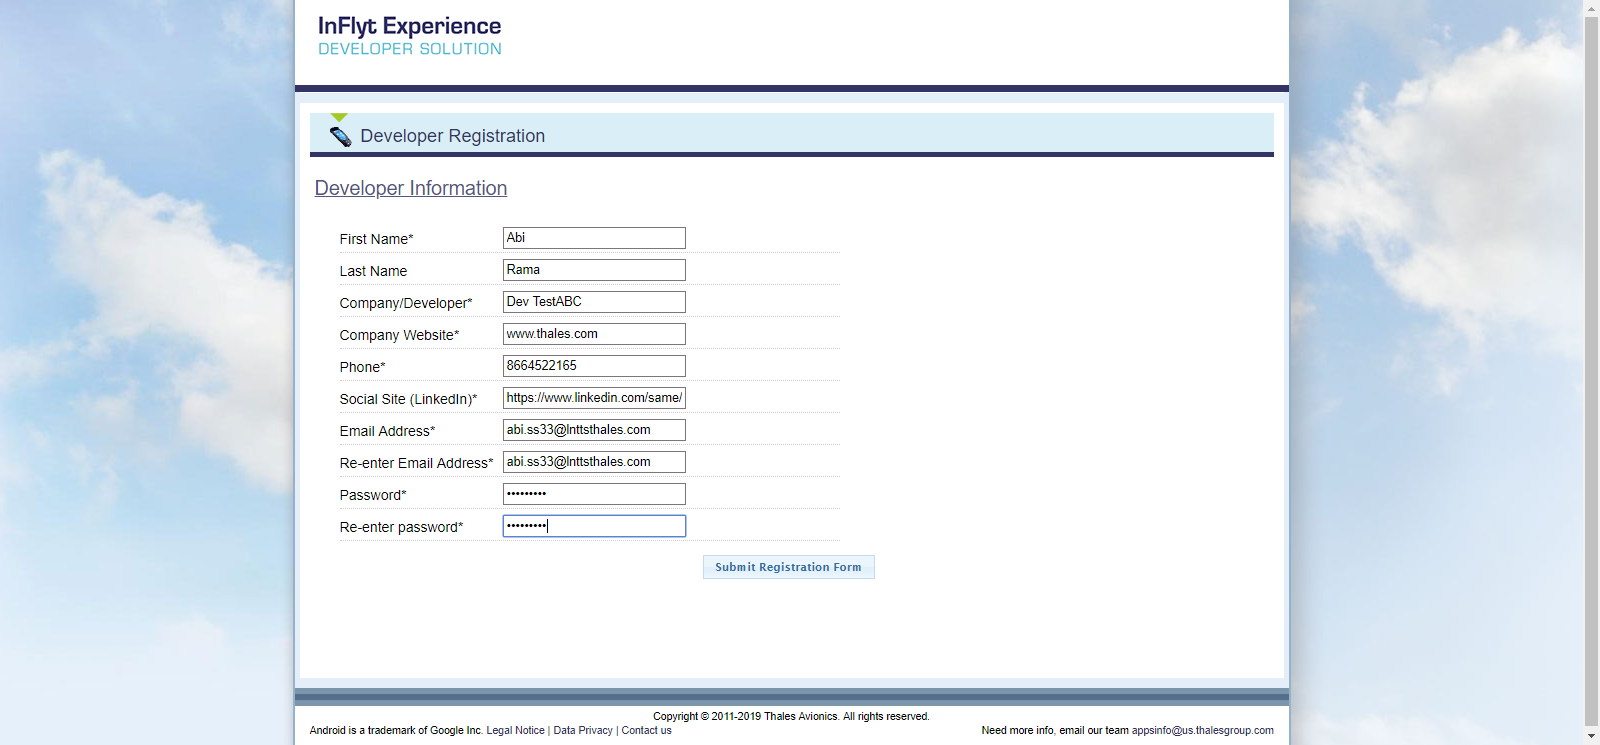 InFlyt Experience
DEVELOPER SOLUTION
Developer Registration
Developer Information
First Name* Abi
Last Name Rama
Company/Developer* Dev TestABC
Company Website* www.thales.com
Phone* 8664522165
Social Site (LinkedIn)* https://www.linkedin.com/same/
Email Address* abi.ss33@lnttsthales.com
Re-enter Email Address* abi.ss33@lnttsthales.com
Password* •••••••••
Re-enter password* •••••••••
Submit Registration Form
Copyright © 2011-2019 Thales Avionics. All rights reserved.
Android is a trademark of Google Inc. Legal Notice | Data Privacy | Contact us Need more info, email our team appsinfo@us.thalesgroup.com